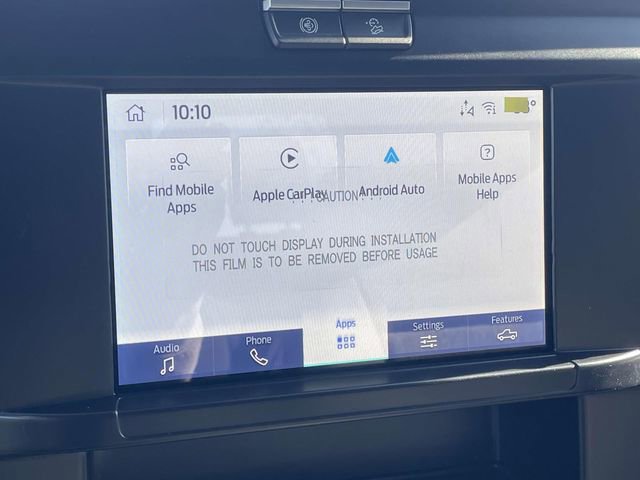 10:10
Find Mobile
Apps
Apple CarPlay
Android Auto
Mobile Apps
Help
!!!CAUTION!!!
DO NOT TOUCH DISPLAY DURING INSTALLATION
THIS FILM IS TO BE REMOVED BEFORE USAGE
Audio
Phone
Apps
Settings
Features